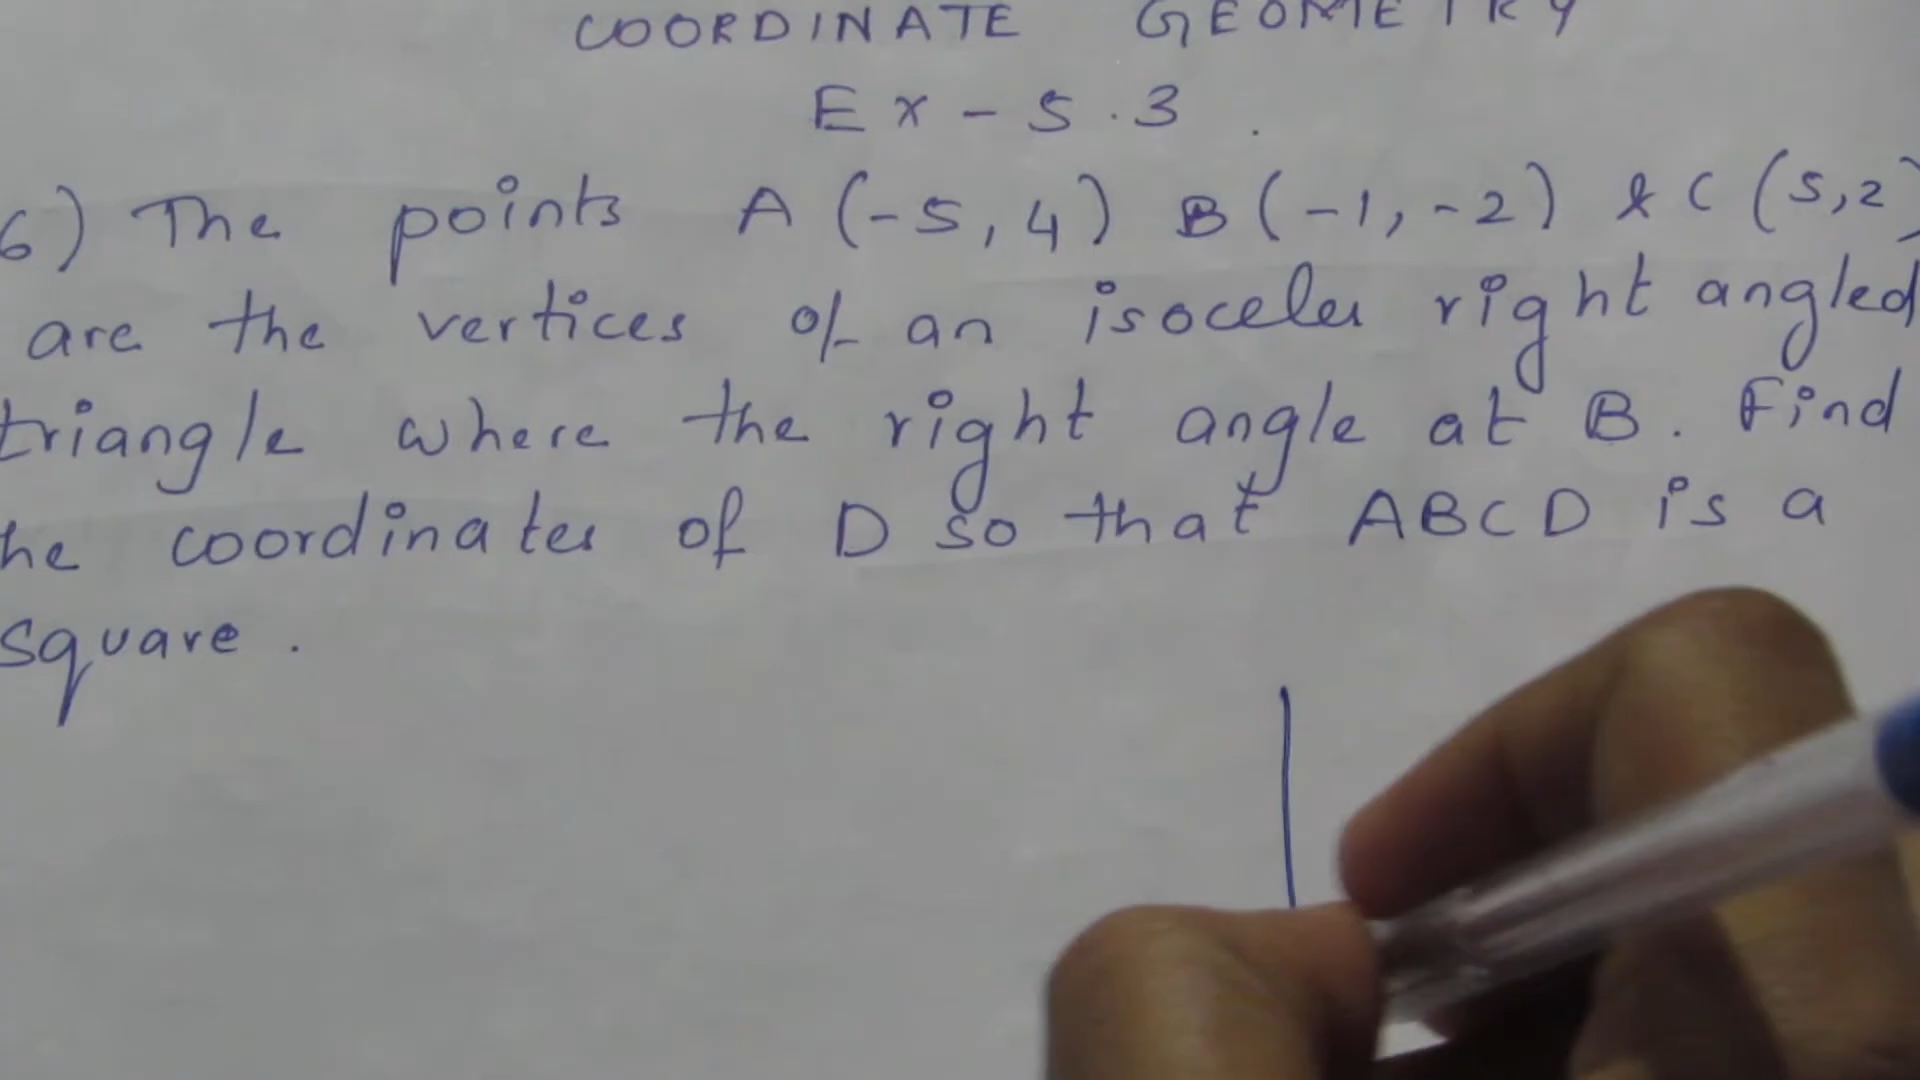 COORDINATE GEOMETRY
Ex - 5.3
6) The points A (-5, 4) B (-1, -2) & C (5, 2)
are the vertices of an isoceles right angled
triangle where the right angle at B. Find
he coordinates of D so that ABCD is a
square.